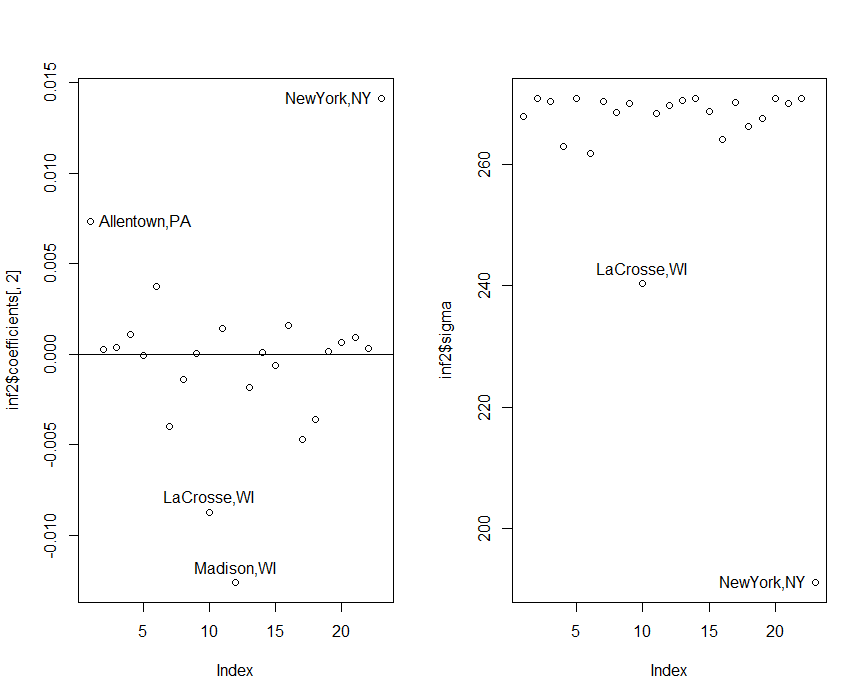 inf2$coefficients[, 2]
0.015
0.010
0.005
0.000
-0.005
-0.010
NewYork,NY
Allentown,PA
LaCrosse,WI
Madison,WI
5
10
15
20
Index
inf2$sigma
260
240
220
200
LaCrosse,WI
NewYork,NY
5
10
15
20
Index